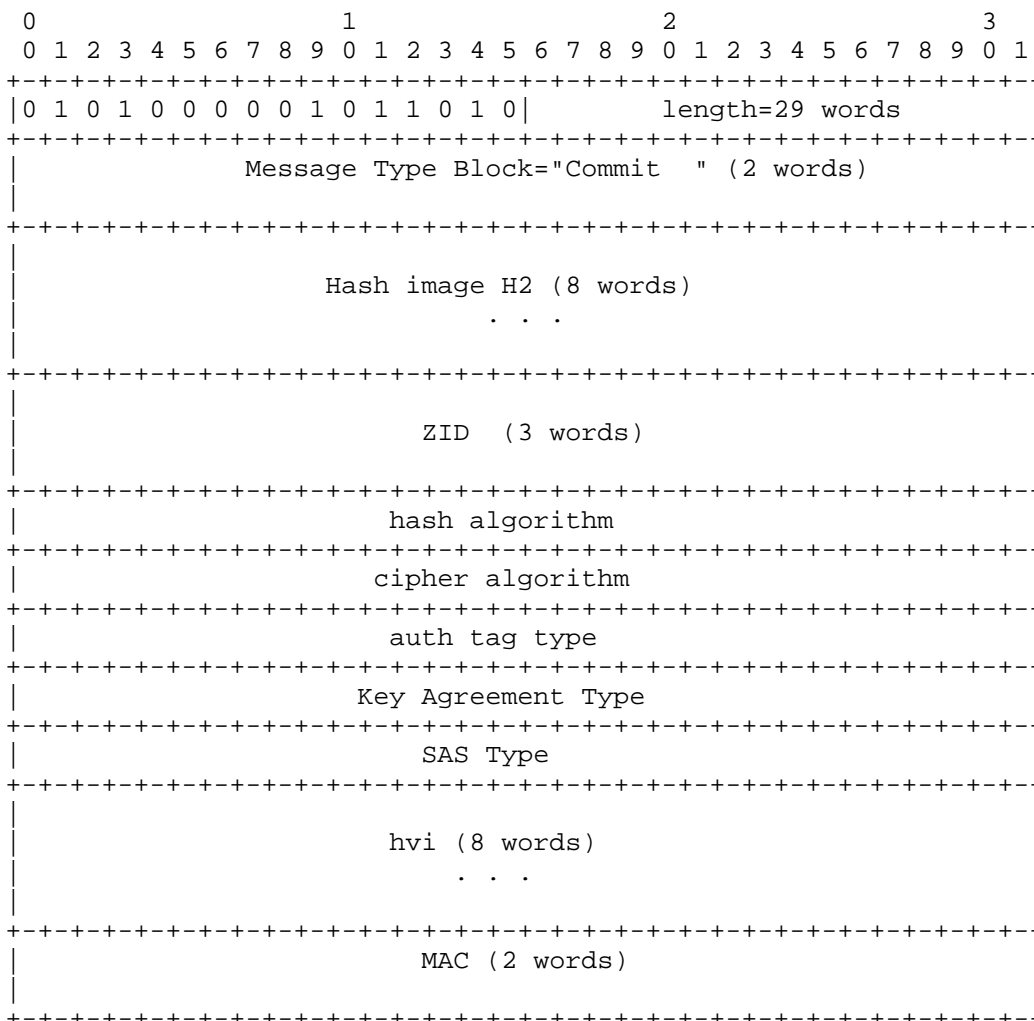 0                   1                   2                   3
 0 1 2 3 4 5 6 7 8 9 0 1 2 3 4 5 6 7 8 9 0 1 2 3 4 5 6 7 8 9 0 1
+-+-+-+-+-+-+-+-+-+-+-+-+-+-+-+-+-+-+-+-+-+-+-+-+-+-+-+-+-+-+-+-
|0 1 0 1 0 0 0 0 0 1 0 1 1 0 1 0|        length=29 words
+-+-+-+-+-+-+-+-+-+-+-+-+-+-+-+-+-+-+-+-+-+-+-+-+-+-+-+-+-+-+-+-
|              Message Type Block="Commit  " (2 words)
|
+-+-+-+-+-+-+-+-+-+-+-+-+-+-+-+-+-+-+-+-+-+-+-+-+-+-+-+-+-+-+-+-
|
|                   Hash image H2 (8 words)
|                             . . .
|
+-+-+-+-+-+-+-+-+-+-+-+-+-+-+-+-+-+-+-+-+-+-+-+-+-+-+-+-+-+-+-+-
|
|                         ZID  (3 words)
|
+-+-+-+-+-+-+-+-+-+-+-+-+-+-+-+-+-+-+-+-+-+-+-+-+-+-+-+-+-+-+-+-
|                       hash algorithm
+-+-+-+-+-+-+-+-+-+-+-+-+-+-+-+-+-+-+-+-+-+-+-+-+-+-+-+-+-+-+-+-
|                      cipher algorithm
+-+-+-+-+-+-+-+-+-+-+-+-+-+-+-+-+-+-+-+-+-+-+-+-+-+-+-+-+-+-+-+-
|                       auth tag type
+-+-+-+-+-+-+-+-+-+-+-+-+-+-+-+-+-+-+-+-+-+-+-+-+-+-+-+-+-+-+-+-
|                     Key Agreement Type
+-+-+-+-+-+-+-+-+-+-+-+-+-+-+-+-+-+-+-+-+-+-+-+-+-+-+-+-+-+-+-+-
|                         SAS Type
+-+-+-+-+-+-+-+-+-+-+-+-+-+-+-+-+-+-+-+-+-+-+-+-+-+-+-+-+-+-+-+-
|
|                       hvi (8 words)
|                           . . .
|
+-+-+-+-+-+-+-+-+-+-+-+-+-+-+-+-+-+-+-+-+-+-+-+-+-+-+-+-+-+-+-+-
|                         MAC (2 words)
|
+-+-+-+-+-+-+-+-+-+-+-+-+-+-+-+-+-+-+-+-+-+-+-+-+-+-+-+-+-+-+-+-